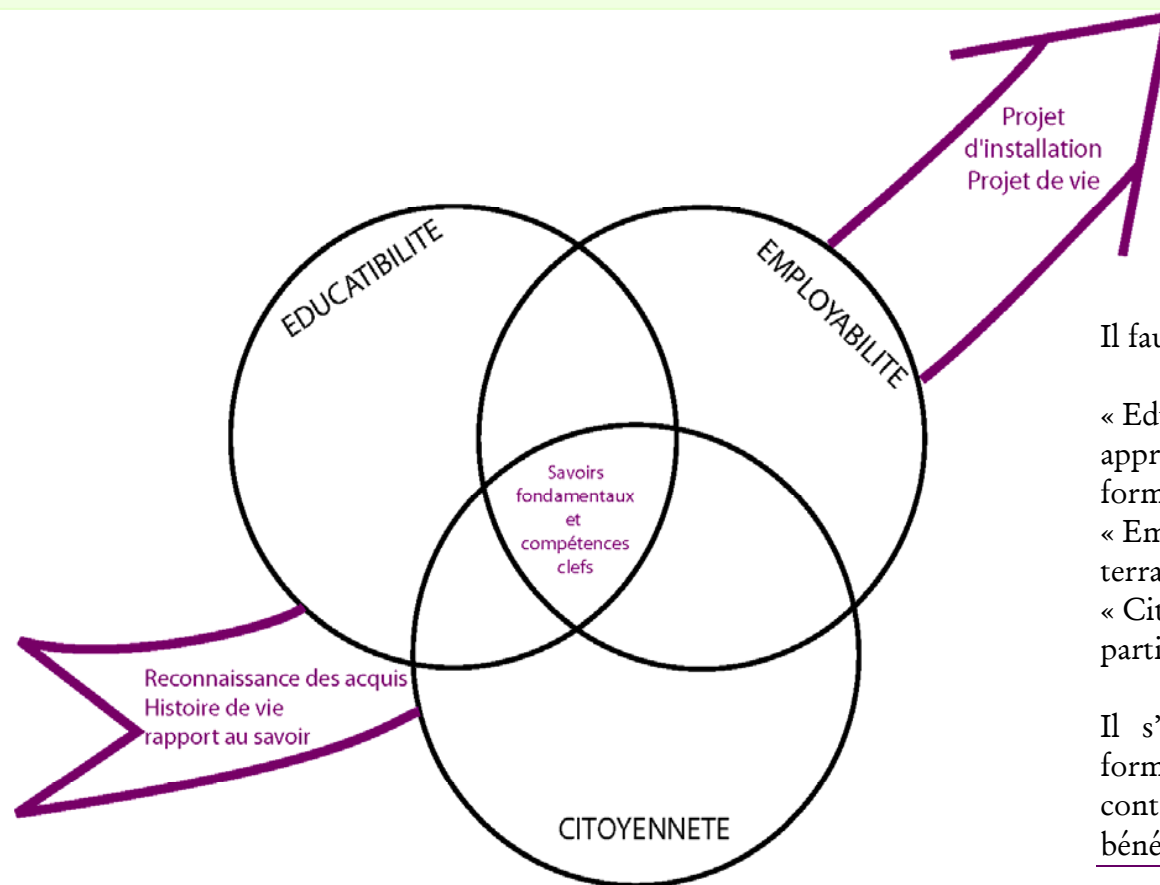 Projet
d'installation
Projet de vie
EDUCATIBILITE
EMPLOYABILITE
Savoirs
fondamentaux
et
compétences
clefs
Reconnaissance des acquis
Histoire de vie
rapport au savoir
CITOYENNETE
Il fau
« Edu
appr
form
« Em
terra
« Cit
parti
Il s’
form
cont
béné